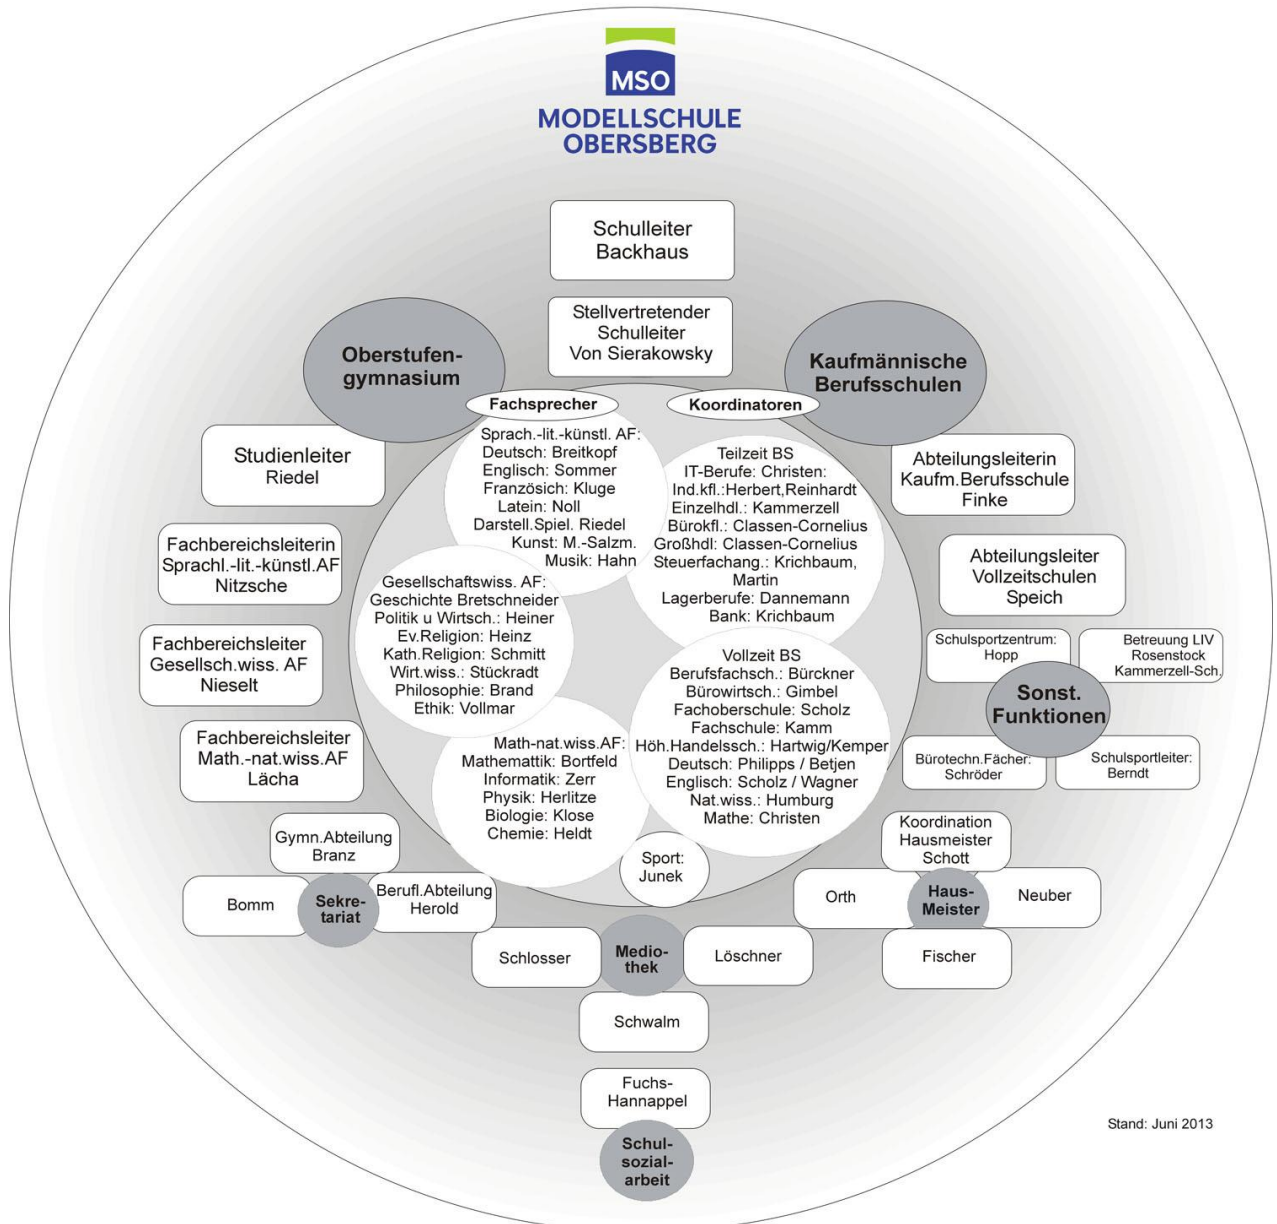 MSO
MODELLSCHULE
OBERSBERG
Schulleiter
Backhaus
Stellvertretender
Schulleiter
Von Sierakowsky
Oberstufen-
gymnasium
Kaufmännische
Berufsschulen
Fachsprecher
Koordinatoren
Studienleiter
Riedel
Fachbereichsleiterin
Sprachl.-lit.-künstl.AF
Nitzsche
Fachbereichsleiter
Gesellsch.wiss. AF
Nieselt
Fachbereichsleiter
Math.-nat.wiss.AF
Lächa
Sprach.-lit.-künstl. AF:
Deutsch: Breitkopf
Englisch: Sommer
Französich: Kluge
Latein: Noll
Darstell.Spiel. Riedel
Kunst: M.-Salzm.
Musik: Hahn
Gesellschaftswiss. AF:
Geschichte Bretschneider
Politik u Wirtsch.: Heiner
Ev.Religion: Heinz
Kath.Religion: Schmitt
Wirt.wiss.: Stückradt
Philosophie: Brand
Ethik: Vollmar
Math-nat.wiss.AF:
Mathemattik: Bortfeld
Informatik: Zerr
Physik: Herlitze
Biologie: Klose
Chemie: Heldt
Teilzeit BS
IT-Berufe: Christen:
Ind.kfl.:Herbert,Reinhardt
Einzelhdl.: Kammerzell
Bürokfl.: Classen-Cornelius
Großhdl: Classen-Cornelius
Steuerfachang.: Krichbaum,
Martin
Lagerberufe: Dannemann
Bank: Krichbaum
Vollzeit BS
Berufsfachsch.: Bürckner
Bürowirtsch.: Gimbel
Fachoberschule: Scholz
Fachschule: Kamm
Höh.Handelssch.: Hartwig/Kemper
Deutsch: Philipps / Betjen
Englisch: Scholz / Wagner
Nat.wiss.: Humburg
Mathe: Christen
Sport:
Junek
Abteilungsleiterin
Kaufm.Berufsschule
Finke
Abteilungsleiter
Vollzeitschulen
Speich
Schulsportzentrum:
Hopp
Betreuung LIV
Rosenstock
Kammerzell-Sch.
Sonst.
Funktionen
Bürotechn.Fächer:
Schröder
Schulsportleiter:
Berndt
Gymn.Abteilung
Branz
Bomm
Sekre-
tariat
Berufl.Abteilung
Herold
Schlosser
Medio-
thek
Löschner
Schwalm
Koordination
Hausmeister
Schott
Orth
Haus-
Meister
Neuber
Fischer
Fuchs-
Hannappel
Schul-
sozial-
arbeit
Stand: Juni 2013